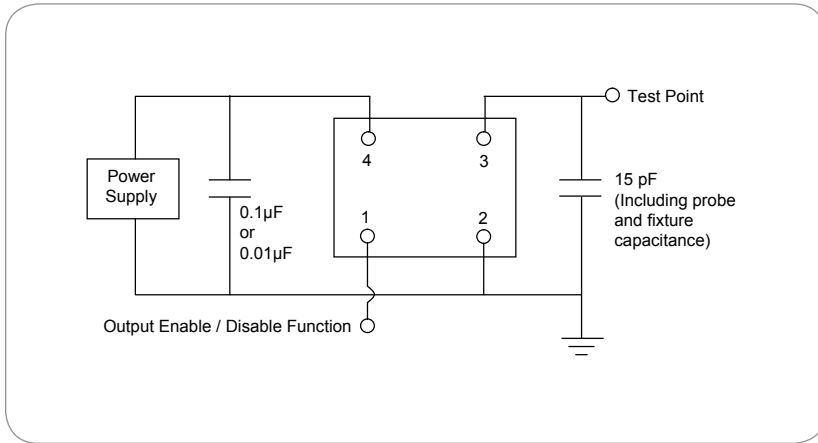 Test Point
4
3
Power
Supply
0.1µF
or
0.01µF
1
2
15 pF
(Including probe
and fixture
capacitance)
Output Enable / Disable Function